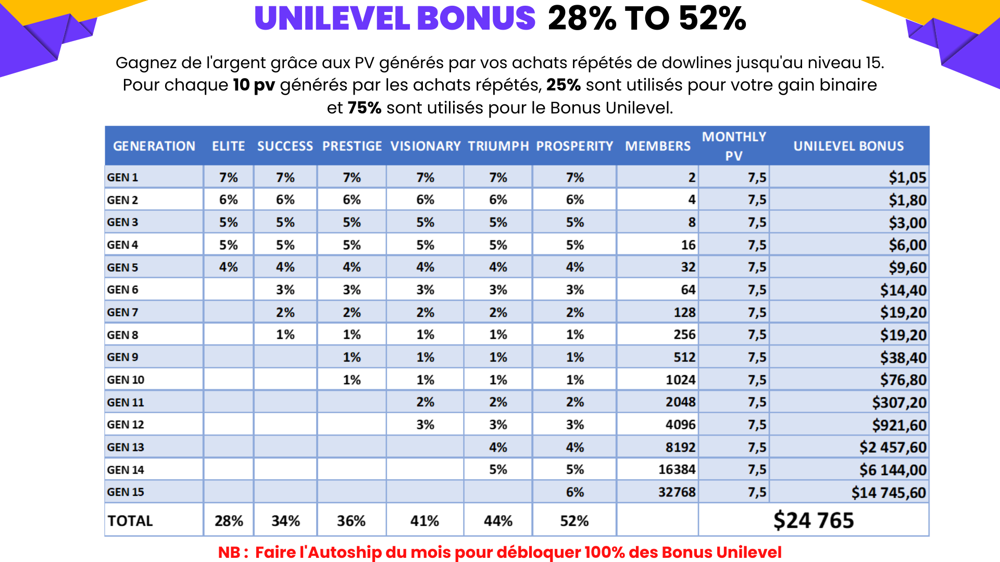 UNILEVEL BONUS 28% TO 52%
Gagnez de l'argent grâce aux PV générés par vos achats répétés de dowlines jusqu'au niveau 15.
Pour chaque 10 pv générés par les achats répétés, 25% sont utilisés pour votre gain binaire
et 75% sont utilisés pour le Bonus Unilevel.
GENERATION ELITE SUCCESS PRESTIGE VISIONARY TRIUMPH PROSPERITY MEMBERS MONTHLY PV UNILEVEL BONUS
GEN 1 7% 7% 7% 7% 7% 7% 2 7,5 $1,05
GEN 2 6% 6% 6% 6% 6% 6% 4 7,5 $1,80
GEN 3 5% 5% 5% 5% 5% 5% 8 7,5 $3,00
GEN 4 5% 5% 5% 5% 5% 5% 16 7,5 $6,00
GEN 5 4% 4% 4% 4% 4% 4% 32 7,5 $9,60
GEN 6 3% 3% 3% 3% 3% 64 7,5 $14,40
GEN 7 2% 2% 2% 2% 2% 128 7,5 $19,20
GEN 8 1% 1% 1% 1% 1% 256 7,5 $19,20
GEN 9 1% 1% 1% 1% 512 7,5 $38,40
GEN 10 1% 1% 1% 1% 1024 7,5 $76,80
GEN 11 2% 2% 2% 2048 7,5 $307,20
GEN 12 3% 3% 3% 4096 7,5 $921,60
GEN 13 4% 4% 8192 7,5 $2 457,60
GEN 14 5% 5% 16384 7,5 $6 144,00
GEN 15 6% 32768 7,5 $14 745,60
TOTAL 28% 34% 36% 41% 44% 52% $24 765
NB : Faire l'Autoship du mois pour débloquer 100% des Bonus Unilevel